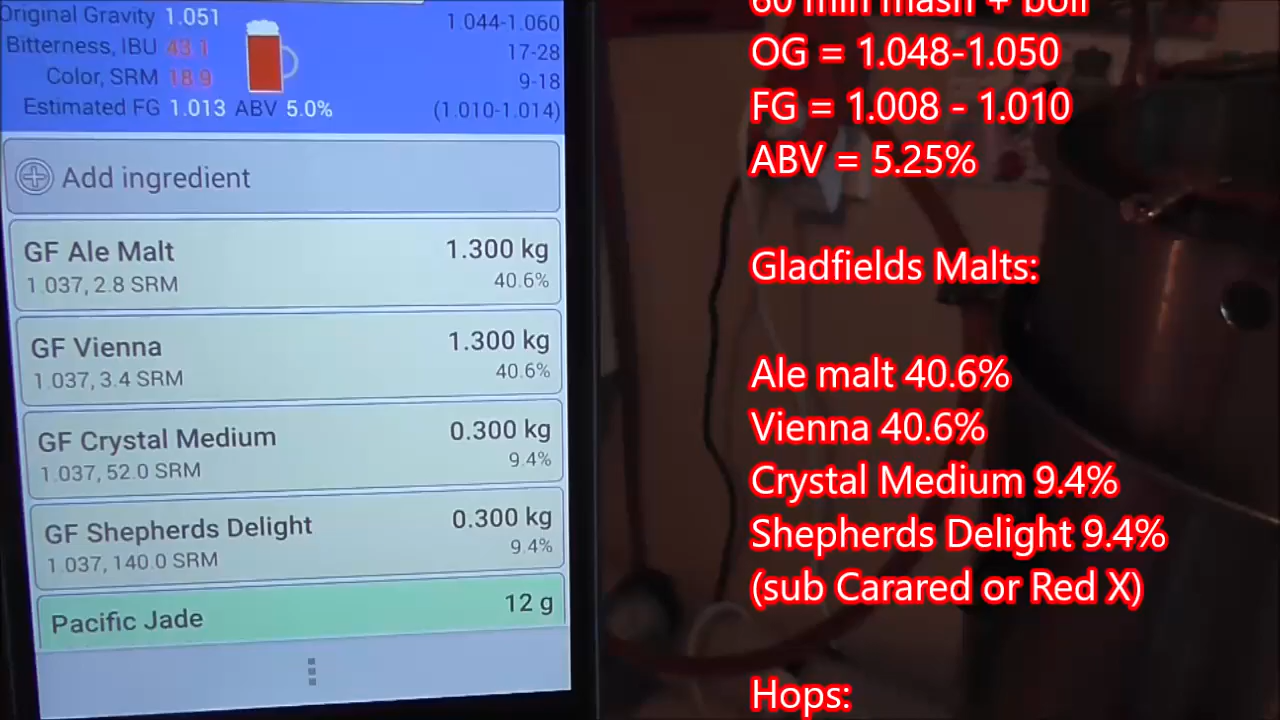 Original Gravity 1.051 1.044-1.060
Bitterness, IBU 43.1 17-28
Color, SRM 18.9 9-18
Estimated FG 1.013 ABV 5.0% (1.010-1.014)
Add ingredient
GF Ale Malt 1.300 kg
1.037, 2.8 SRM 40.6%
GF Vienna 1.300 kg
1.037, 3.4 SRM 40.6%
GF Crystal Medium 0.300 kg
1.037, 52.0 SRM 9.4%
GF Shepherds Delight 0.300 kg
1.037, 140.0 SRM 9.4%
Pacific Jade 12 g
60 min mash + boil
OG = 1.048-1.050
FG = 1.008 - 1.010
ABV = 5.25%
Gladfields Malts:
Ale malt 40.6%
Vienna 40.6%
Crystal Medium 9.4%
Shepherds Delight 9.4%
(sub Carared or Red X)
Hops: